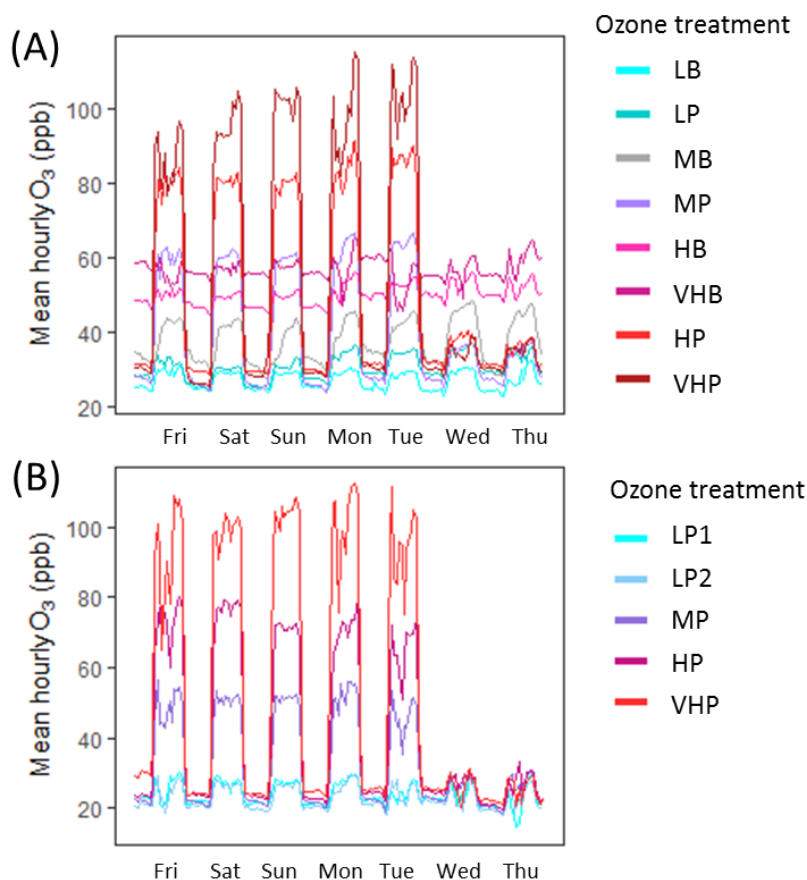 (A)
Mean hourly O3 (ppb)
100
80
60
40
20
Fri Sat Sun Mon Tue Wed Thu
Ozone treatment
LB
LP
MB
MP
HB
VHB
HP
VHP
(B)
Mean hourly O3 (ppb)
100
80
60
40
20
Fri Sat Sun Mon Tue Wed Thu
Ozone treatment
LP1
LP2
MP
HP
VHP